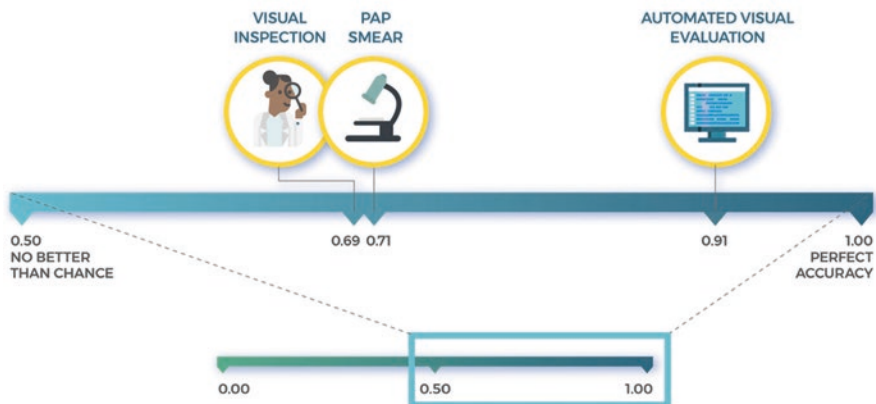 VISUAL
INSPECTION
PAP
SMEAR
AUTOMATED VISUAL
EVALUATION
0.50
NO BETTER
THAN CHANCE
0.69
0.71
0.91
1.00
PERFECT
ACCURACY
0.00
0.50
1.00